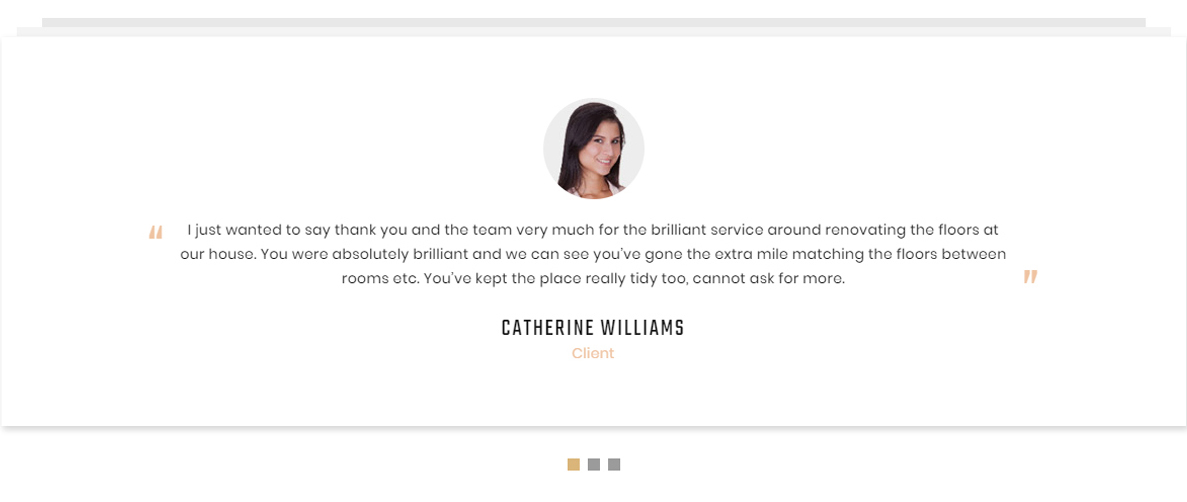 “ I just wanted to say thank you and the team very much for the brilliant service around renovating the floors at
our house. You were absolutely brilliant and we can see you’ve gone the extra mile matching the floors between
rooms etc. You’ve kept the place really tidy too, cannot ask for more. ”
CATHERINE WILLIAMS
Client